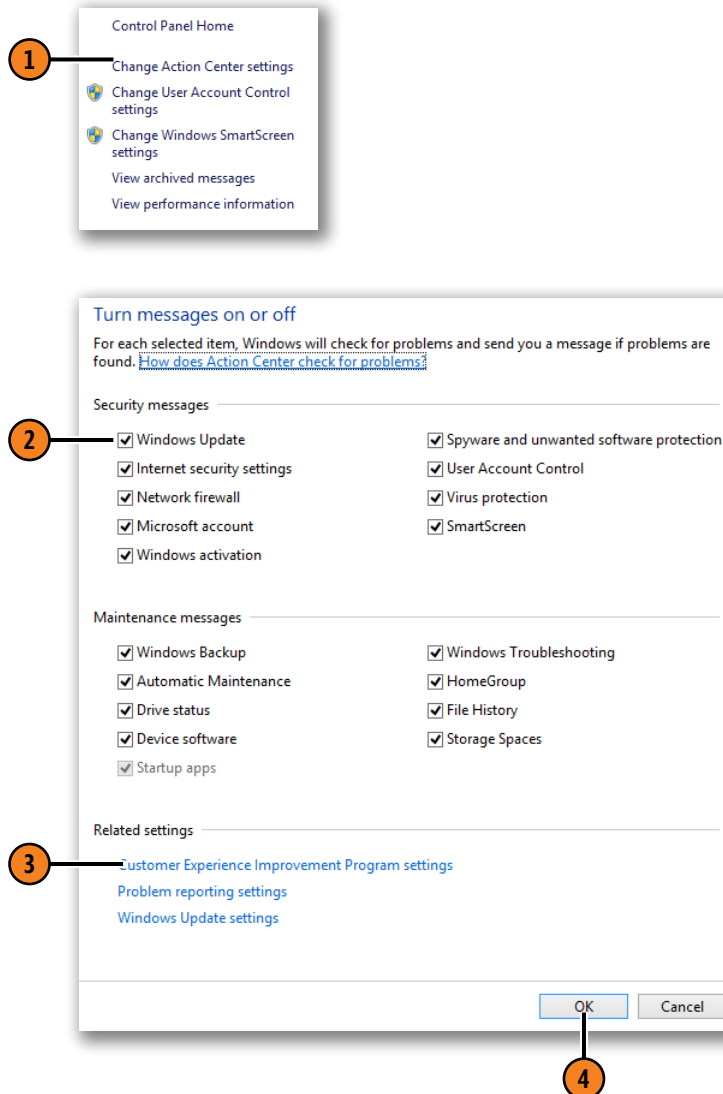 Control Panel Home
1
Change Action Center settings
Change User Account Control
settings
Change Windows SmartScreen
settings
View archived messages
View performance information
Turn messages on or off
For each selected item, Windows will check for problems and send you a message if problems are
found. How does Action Center check for problems?
Security messages
2
Windows Update
Spyware and unwanted software protection
Internet security settings
User Account Control
Network firewall
Virus protection
Microsoft account
SmartScreen
Windows activation
Maintenance messages
Windows Backup
Windows Troubleshooting
Automatic Maintenance
HomeGroup
Drive status
File History
Device software
Storage Spaces
Startup apps
Related settings
3
Customer Experience Improvement Program settings
Problem reporting settings
Windows Update settings
OK
Cancel
4